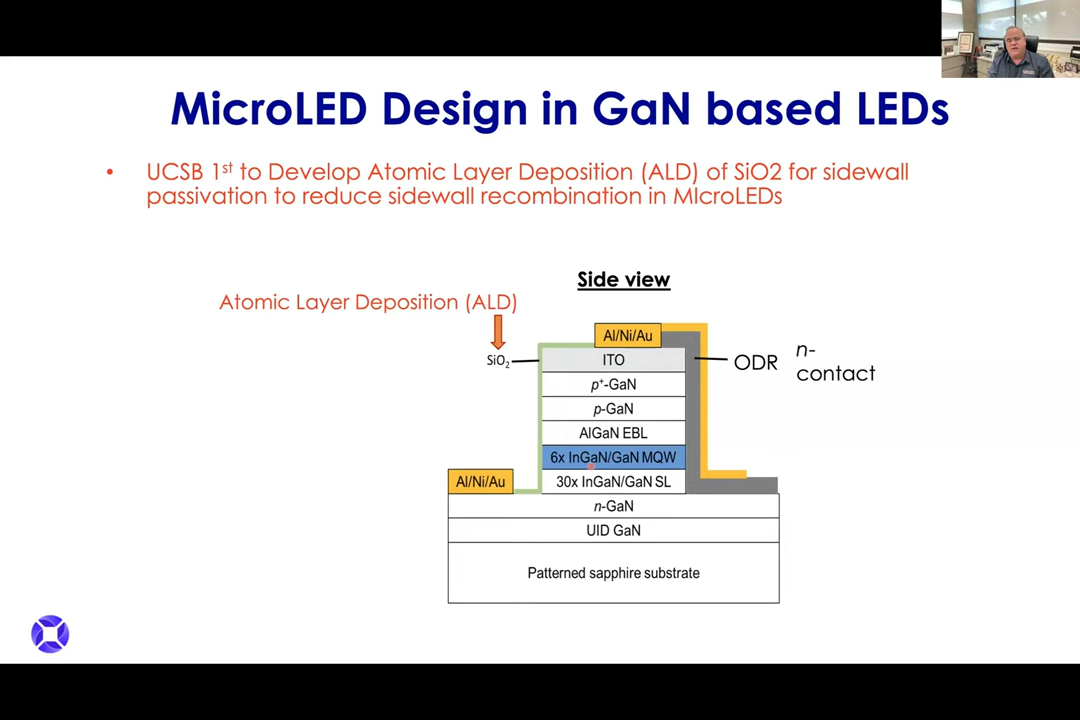 MicroLED Design in GaN based LEDs
• UCSB 1st to Develop Atomic Layer Deposition (ALD) of SiO2 for sidewall
passivation to reduce sidewall recombination in MIcroLEDs
Side view
Atomic Layer Deposition (ALD)
Al/Ni/Au
SiO₂
ITO
ODR
n-
contact
p⁺-GaN
p-GaN
AlGaN EBL
6x InGaN/GaN MQW
Al/Ni/Au
30x InGaN/GaN SL
n-GaN
UID GaN
Patterned sapphire substrate